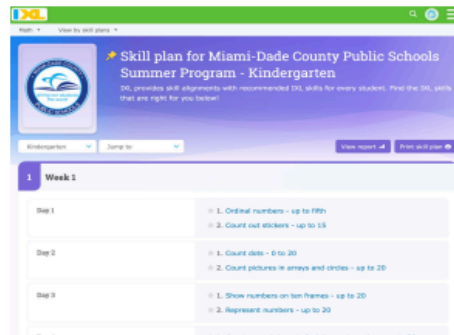 IXL
Math
View by skill plans
Skill plan for Miami-Dade County Public Schools
Summer Program - Kindergarten
IXL provides skill alignments with recommended IXL skills for every student. Find the IXL skills
that are right for you below!
Kindergarten
Jump to:
View report
Print skill plan
1 Week 1
Day 1
1. Ordinal numbers - up to fifth
2. Count out stickers - up to 15
Day 2
1. Count dots - 0 to 20
2. Count pictures in arrays and circles - up to 20
Day 3
1. Show numbers on ten frames - up to 20
2. Represent numbers - up to 20